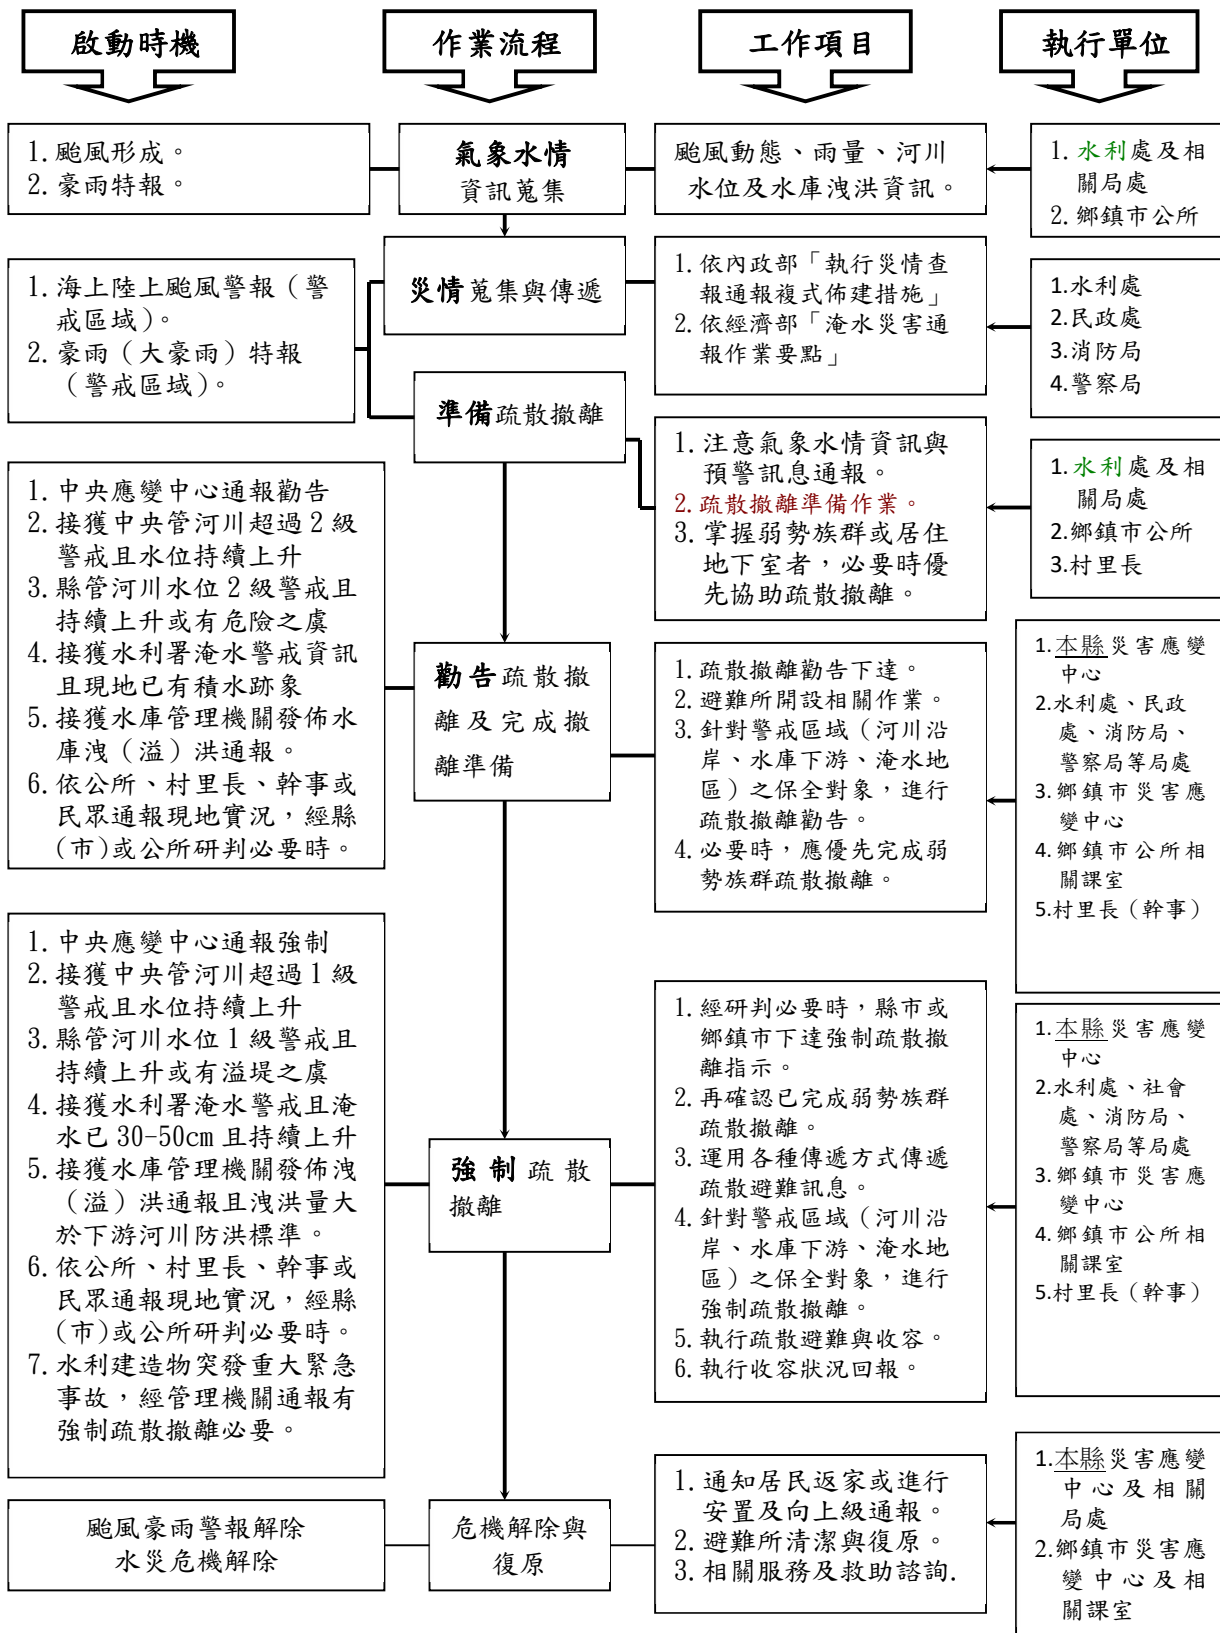 啟動時機
作業流程
工作項目
執行單位
1.颱風形成。
2.豪雨特報。
氣象水情
資訊蒐集
颱風動態、雨量、河川
水位及水庫洩洪資訊。
1. 水利處及相
關局處
2. 鄉鎮市公所
1.海上陸上颱風警報（警
戒區域）。
2.豪雨（大豪雨）特報
（警戒區域）。
災情蒐集與傳遞
1.依內政部「執行災情查
報通報複式佈建措施」
2.依經濟部「淹水災害通
報作業要點」
1.水利處
2.民政處
3.消防局
4.警察局
準備疏散撤離
1.注意氣象水情資訊與
預警訊息通報。
2.疏散撤離準備作業。
3.掌握弱勢族群或居住
地下室者，必要時優
先協助疏散撤離。
1.水利處及相
關局處
2.鄉鎮市公所
3.村里長
1.中央應變中心通報勸告
2.接獲中央管河川超過2級
警戒且水位持續上升
3.縣管河川水位2級警戒且
持續上升或有危險之虞
4.接獲水利署淹水警戒資訊
且現地已有積水跡象
5.接獲水庫管理機關發佈水
庫洩（溢）洪通報。
6.依公所、村里長、幹事或
民眾通報現地實況，經縣
(市)或公所研判必要時。
勸告疏散撤
離及完成撤
離準備
1.疏散撤離勸告下達。
2.避難所開設相關作業。
3.針對警戒區域（河川沿
岸、水庫下游、淹水地
區）之保全對象，進行
疏散撤離勸告。
4.必要時，應優先完成弱
勢族群疏散撤離。
1.本縣災害應變
中心
2.水利處、民政
處、消防局、
警察局等局處
3.鄉鎮市災害應
變中心
4.鄉鎮市公所相
關課室
5.村里長（幹事）
1.中央應變中心通報強制
2.接獲中央管河川超過1級
警戒且水位持續上升
3.縣管河川水位1級警戒且
持續上升或有溢堤之虞
4.接獲水利署淹水警戒且淹
水已30-50cm且持續上升
5.接獲水庫管理機關發佈洩
（溢）洪通報且洩洪量大
於下游河川防洪標準。
6.依公所、村里長、幹事或
民眾通報現地實況，經縣
(市)或公所研判必要時。
7.水利建造物突發重大緊急
事故，經管理機關通報有
強制疏散撤離必要。
強制疏散
撤離
1.經研判必要時，縣市或
鄉鎮市下達強制疏散撤
離指示。
2.再確認已完成弱勢族群
疏散撤離。
3.運用各種傳遞方式傳遞
疏散避難訊息。
4.針對警戒區域（河川沿
岸、水庫下游、淹水地
區）之保全對象，進行
強制疏散撤離。
5.執行疏散避難與收容。
6.執行收容狀況回報。
1.本縣災害應變
中心
2.水利處、社會
處、消防局、
警察局等局處
3.鄉鎮市災害應
變中心
4.鄉鎮市公所相
關課室
5.村里長（幹事）
颱風豪雨警報解除
水災危機解除
危機解除與
復原
1.通知居民返家或進行
安置及向上級通報。
2.避難所清潔與復原。
3.相關服務及救助諮詢.
1.本縣災害應變
中心及相關
局處
2.鄉鎮市災害應
變中心及相
關課室